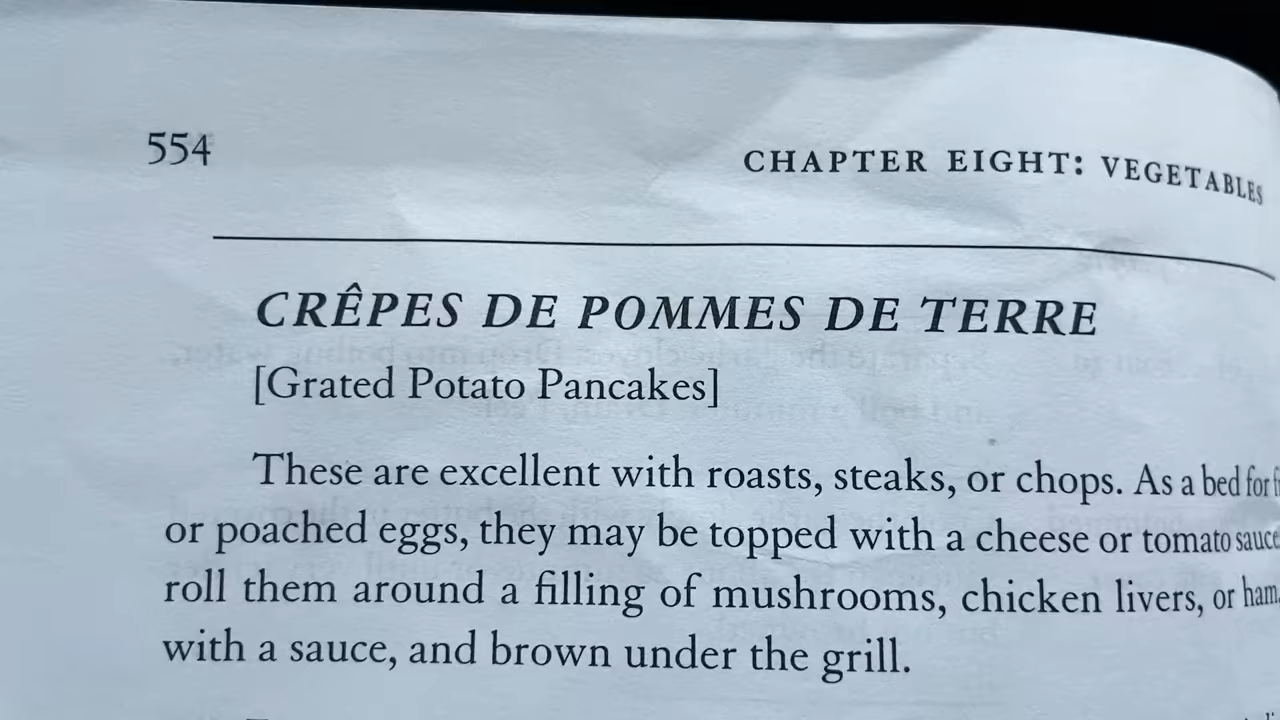 554
CHAPTER EIGHT: VEGETABLES
CRÊPES DE POMMES DE TERRE
[Grated Potato Pancakes]
These are excellent with roasts, steaks, or chops. As a bed for
or poached eggs, they may be topped with a cheese or tomato sauce
roll them around a filling of mushrooms, chicken livers, or ham
with a sauce, and brown under the grill.